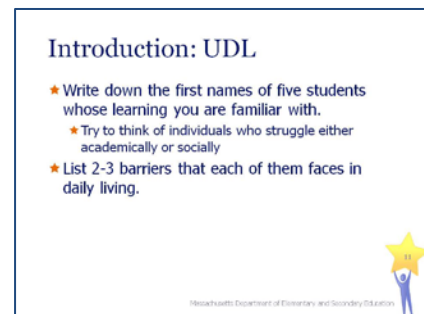 Introduction: UDL
Write down the first names of five students
whose learning you are familiar with.
Try to think of individuals who struggle either
academically or socially
List 2-3 barriers that each of them faces in
daily living.
Massachusetts Department of Elementary and Secondary Education